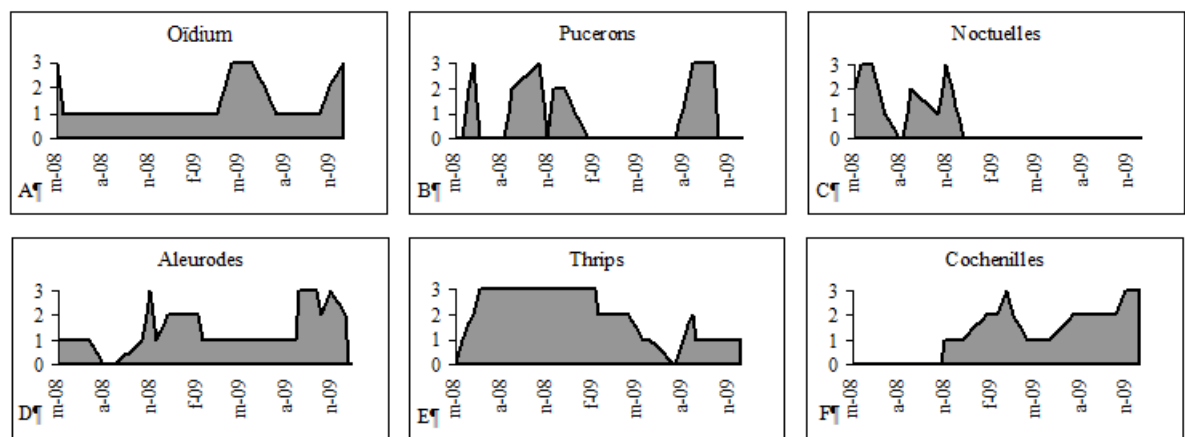 Oïdium
3
2
1
0
m-08
a-08
n-08
f-09
m-09
a-09
n-09
A¶
Pucerons
3
2
1
0
m-08
a-08
n-08
f-09
m-09
a-09
n-09
B¶
Noctuelles
3
2
1
0
m-08
a-08
n-08
f-09
m-09
a-09
n-09
C¶
Aleurodes
3
2
1
0
m-08
a-08
n-08
f-09
m-09
a-09
n-09
D¶
Thrips
3
2
1
0
m-08
a-08
n-08
f-09
m-09
a-09
n-09
E¶
Cochenilles
3
2
1
0
m-08
a-08
n-08
f-09
m-09
a-09
n-09
F¶